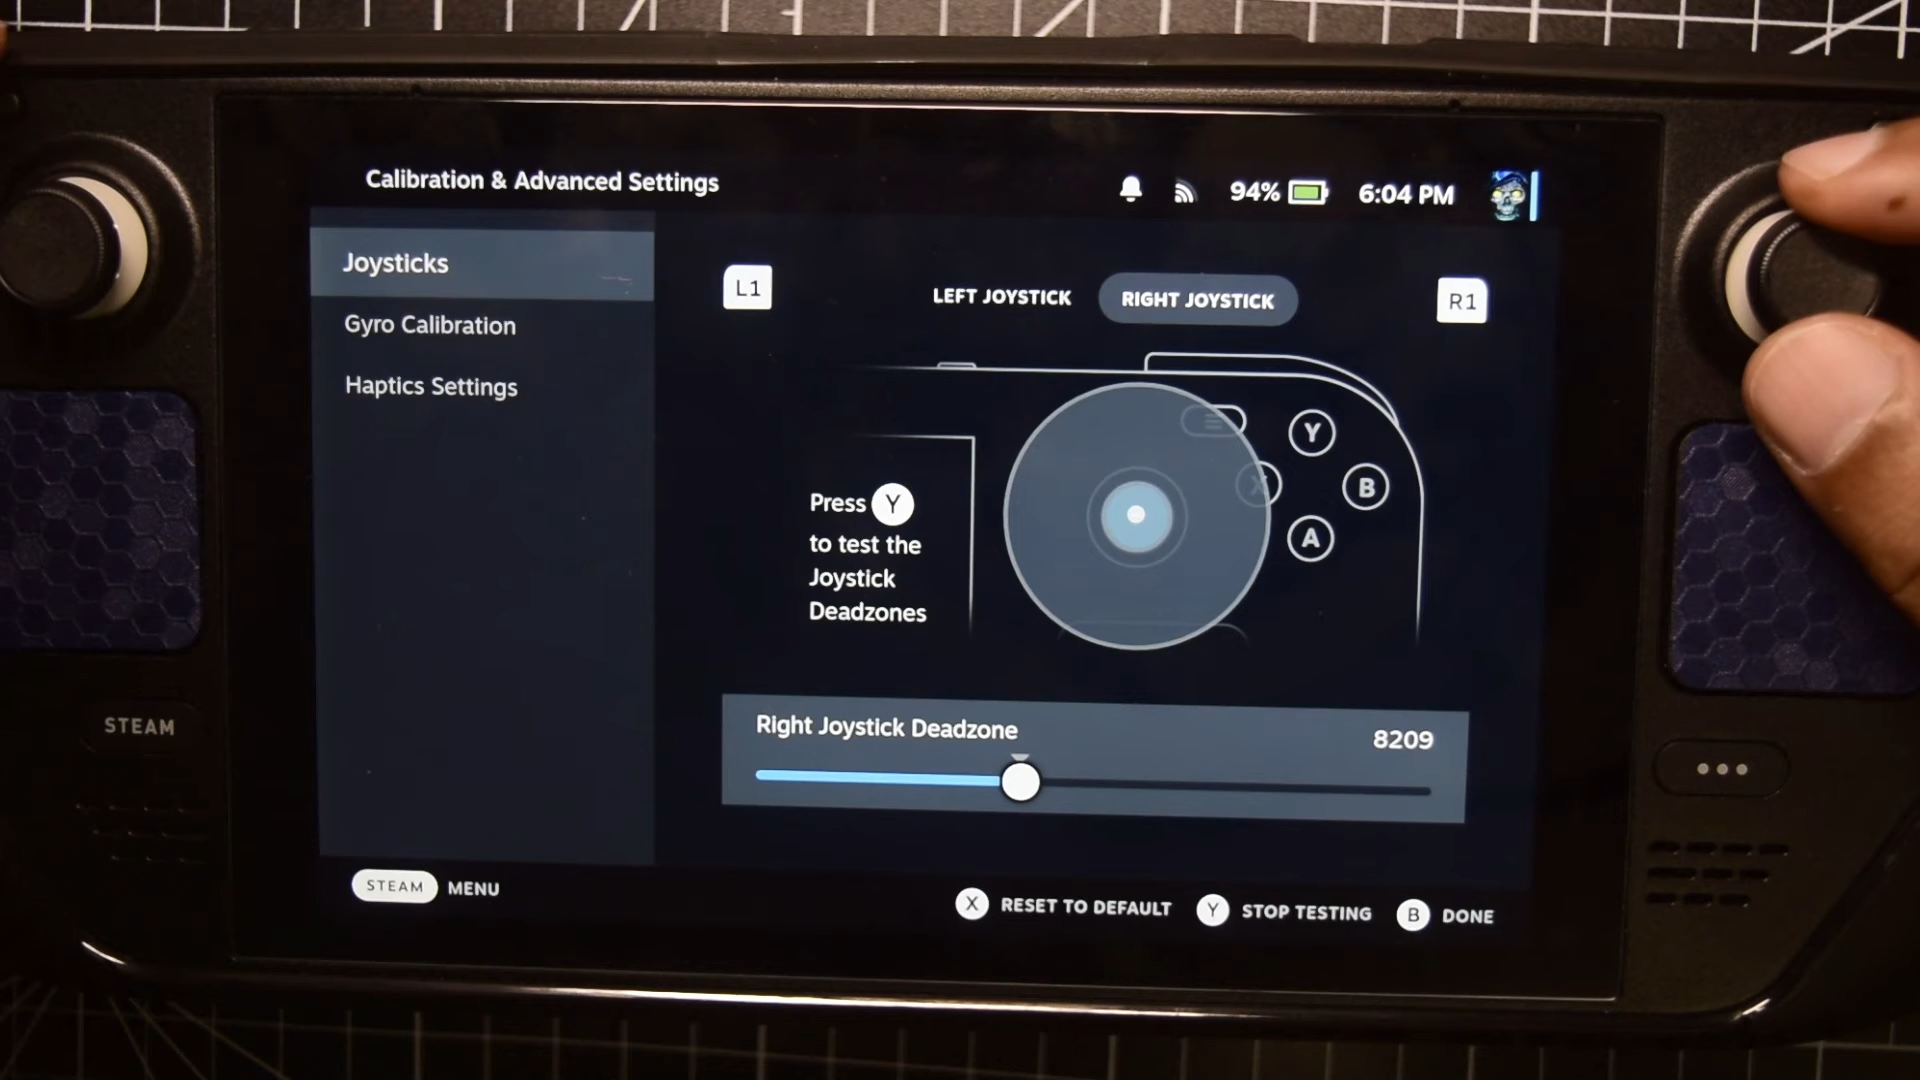 Calibration & Advanced Settings
94%
6:04 PM
Joysticks
Gyro Calibration
Haptics Settings
L1
LEFT JOYSTICK
RIGHT JOYSTICK
R1
Y
X
B
A
Press Y
to test the
Joystick
Deadzones
Right Joystick Deadzone
8209
STEAM
STEAM MENU
X RESET TO DEFAULT
Y STOP TESTING
B DONE